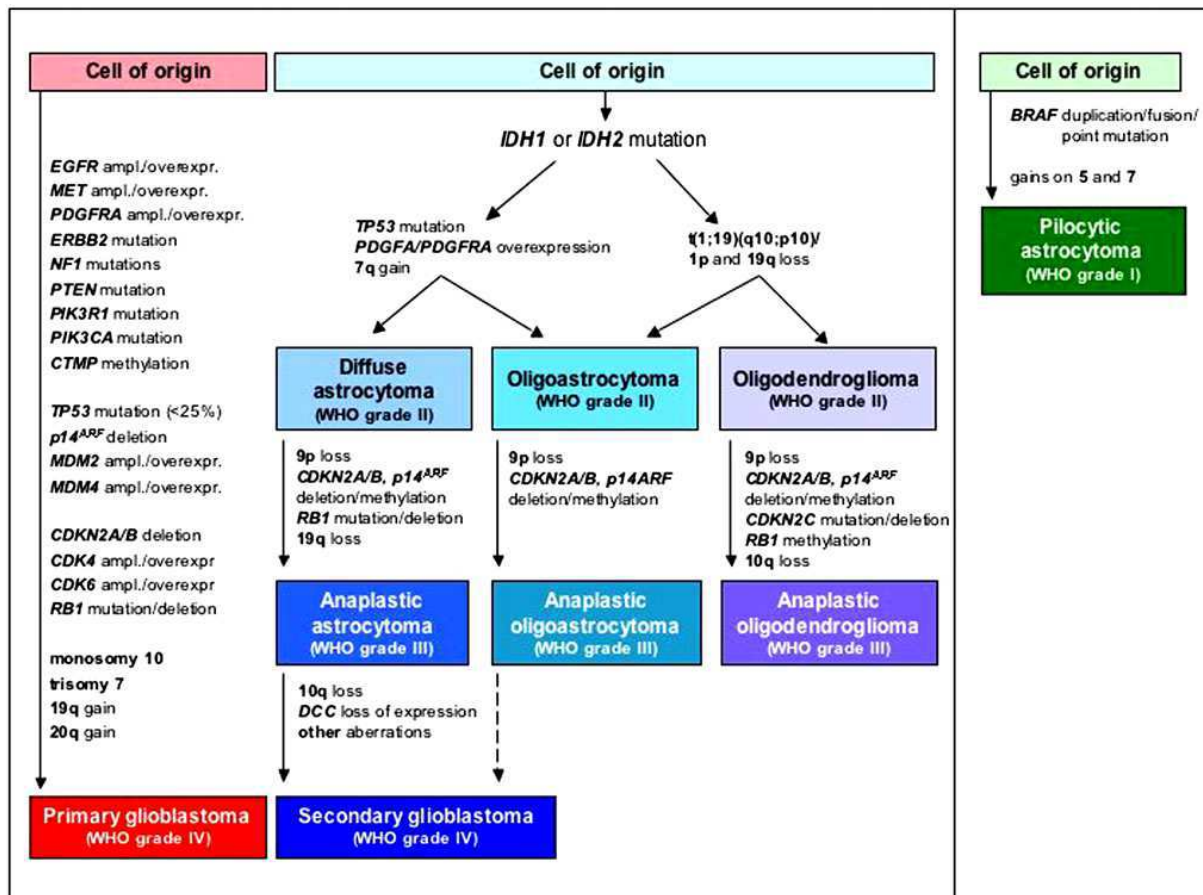 Cell of origin
EGFR ampl./overexpr.
MET ampl./overexpr.
PDGFRA ampl./overexpr.
ERBB2 mutation
NF1 mutations
PTEN mutation
PIK3R1 mutation
PIK3CA mutation
CTMP methylation
TP53 mutation (<25%)
p14ARF deletion
MDM2 ampl./overexpr.
MDM4 ampl./overexpr.
CDKN2A/B deletion
CDK4 ampl./overexpr
CDK6 ampl./overexpr
RB1 mutation/deletion
monosomy 10
trisomy 7
19q gain
20q gain
Primary glioblastoma
(WHO grade IV)
Cell of origin
IDH1 or IDH2 mutation
TP53 mutation
PDGFA/PDGFRA overexpression
7q gain
t(1;19)(q10;p10)/
1p and 19q loss
Diffuse
astrocytoma
(WHO grade II)
Oligoastrocytoma
(WHO grade II)
Oligodendroglioma
(WHO grade II)
9p loss
CDKN2A/B, p14ARF
deletion/methylation
RB1 mutation/deletion
19q loss
9p loss
CDKN2A/B, p14ARF
deletion/methylation
9p loss
CDKN2A/B, p14ARF
deletion/methylation
CDKN2C mutation/deletion
RB1 methylation
10q loss
Anaplastic
astrocytoma
(WHO grade III)
Anaplastic
oligoastrocytoma
(WHO grade III)
Anaplastic
oligodendroglioma
(WHO grade III)
10q loss
DCC loss of expression
other aberrations
Secondary glioblastoma
(WHO grade IV)
Cell of origin
BRAF duplication/fusion/
point mutation
gains on 5 and 7
Pilocytic
astrocytoma
(WHO grade I)